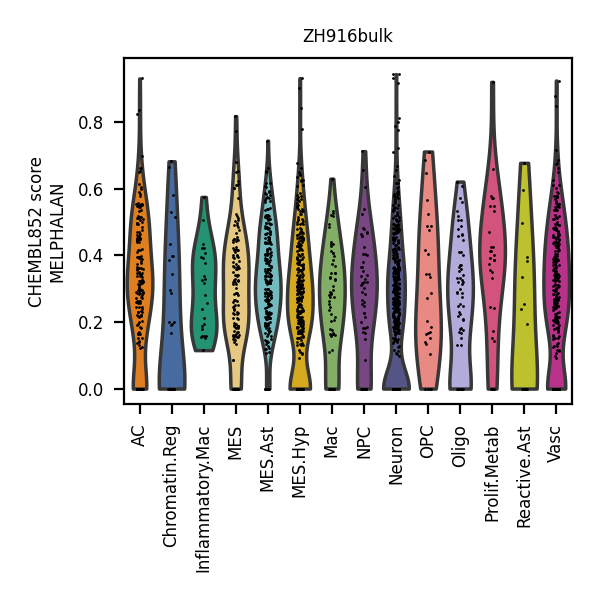 ZH916bulk
CHEMBL852 score
MELPHALAN
0.8
0.6
0.4
0.2
0.0
AC
Chromatin.Reg
Inflammatory.Mac
MES
MES.Ast
MES.Hyp
Mac
NPC
Neuron
OPC
Oligo
Prolif.Metab
Reactive.Ast
Vasc